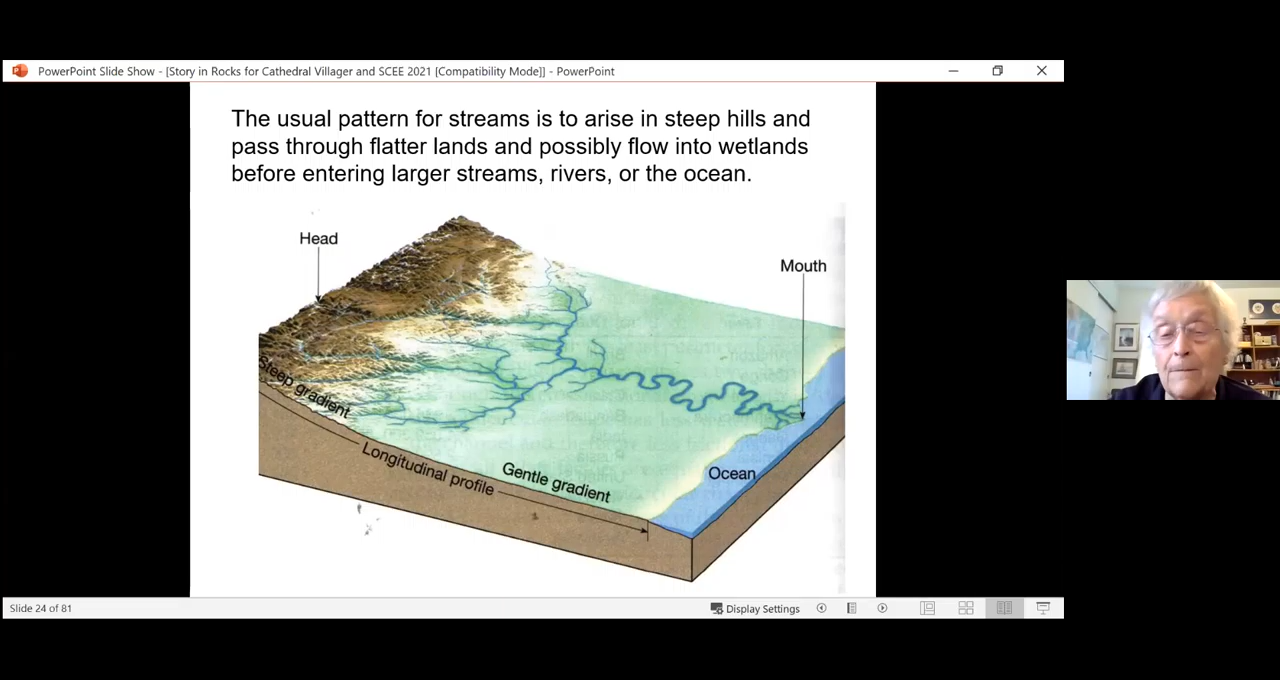 PowerPoint Slide Show - [Story in Rocks for Cathedral Villager and SCEE 2021 [Compatibility Mode]] - PowerPoint
The usual pattern for streams is to arise in steep hills and
pass through flatter lands and possibly flow into wetlands
before entering larger streams, rivers, or the ocean.
Head
Mouth
Steep gradient
Longitudinal profile
Gentle gradient
Ocean
Slide 24 of 81
Display Settings